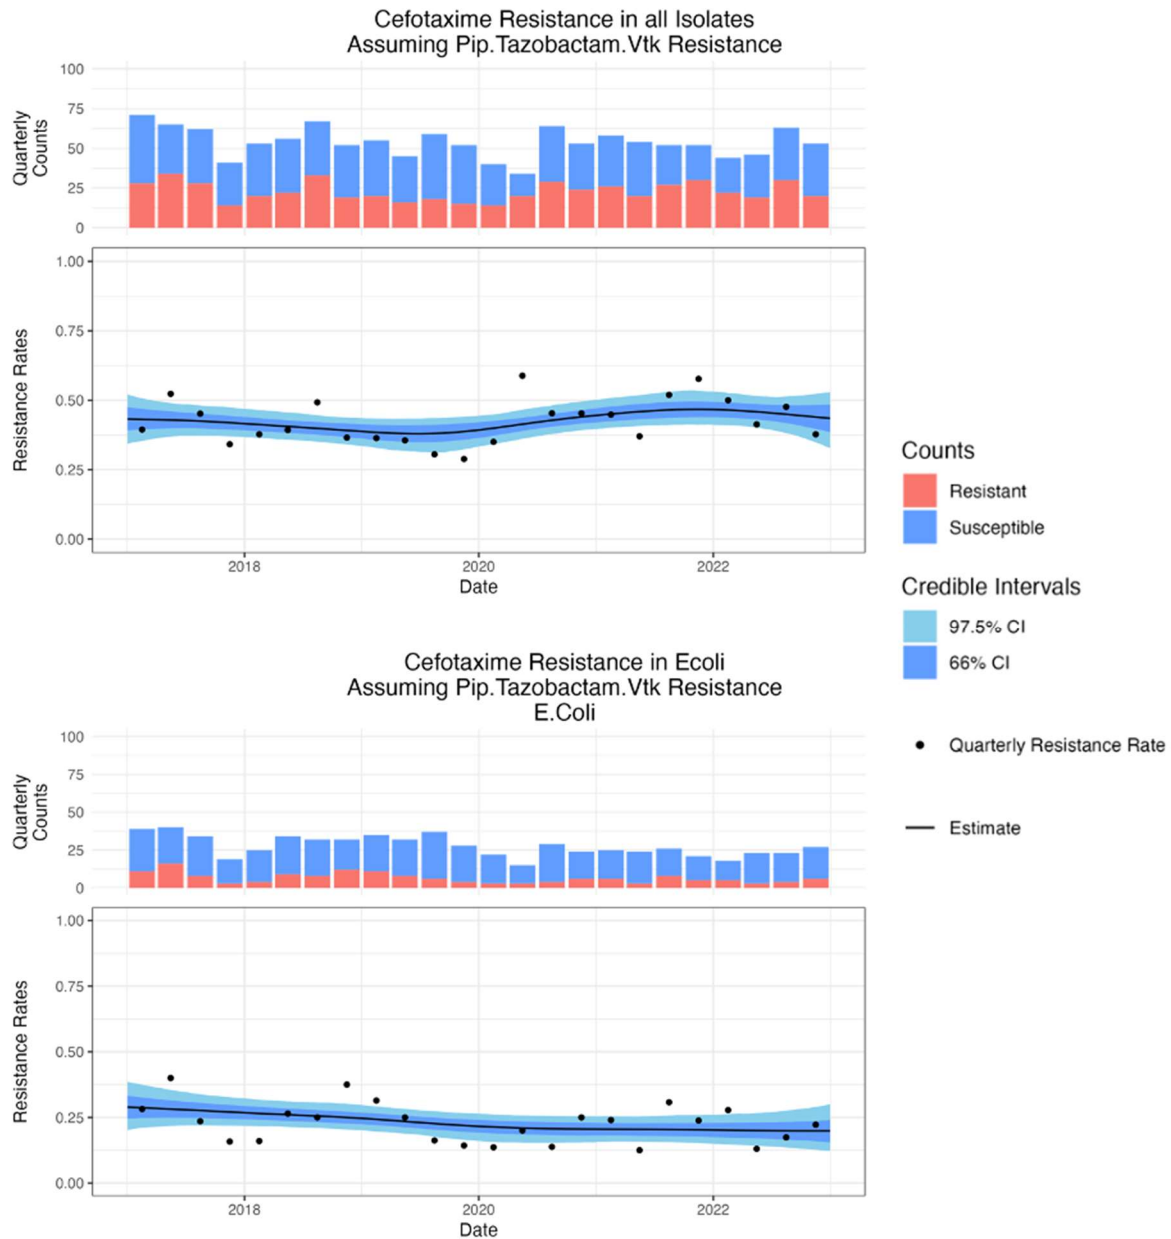 Cefotaxime Resistance in all Isolates
Assuming Pip.Tazobactam.Vtk Resistance
Quarterly
Counts
100
75
50
25
0
Resistance Rates
1.00
0.75
0.50
0.25
0.00
2018
2020
2022
Date
Cefotaxime Resistance in Ecoli
Assuming Pip.Tazobactam.Vtk Resistance
E.Coli
Quarterly
Counts
100
75
50
25
0
Resistance Rates
1.00
0.75
0.50
0.25
0.00
2018
2020
2022
Date
Counts
Resistant
Susceptible
Credible Intervals
97.5% CI
66% CI
Quarterly Resistance Rate
Estimate